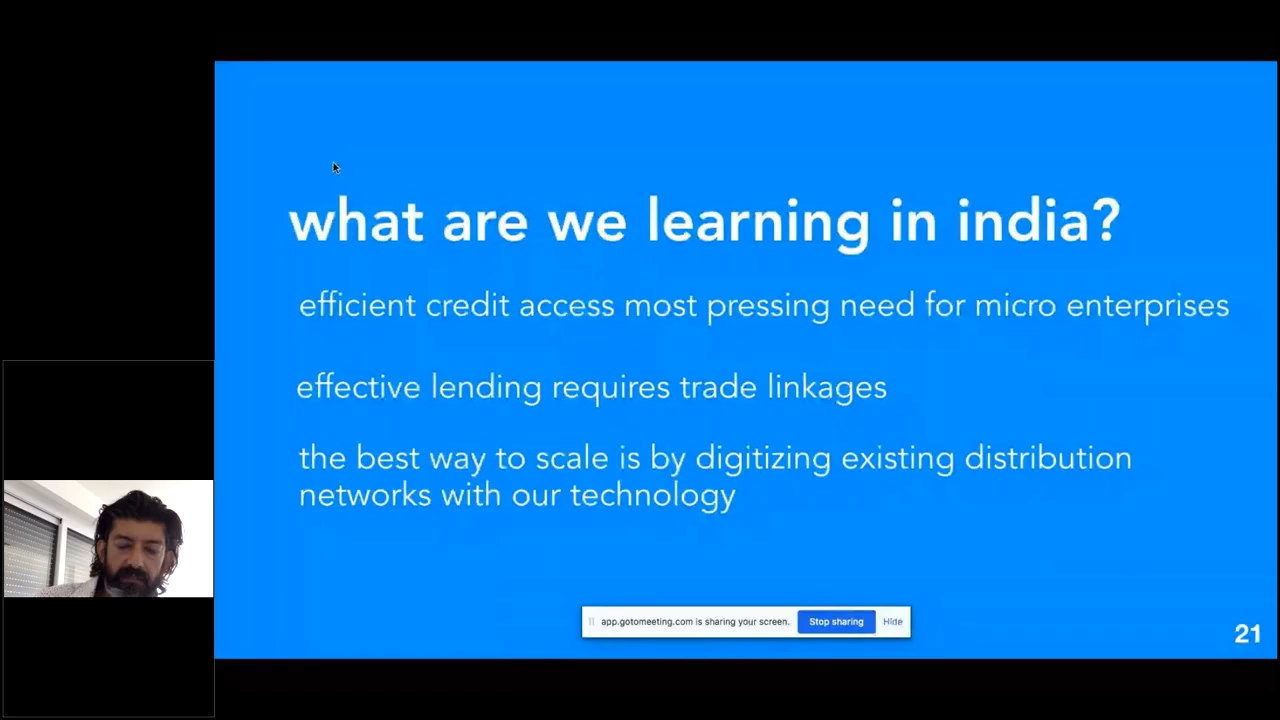 what are we learning in india?
efficient credit access most pressing need for micro enterprises
effective lending requires trade linkages
the best way to scale is by digitizing existing distribution
networks with our technology
app.gotomeeting.com is sharing your screen. Stop sharing Hide
21